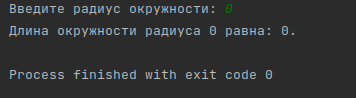 Введите радиус окружности: 0
Длина окружности радиуса 0 равна: 0.
Process finished with exit code 0